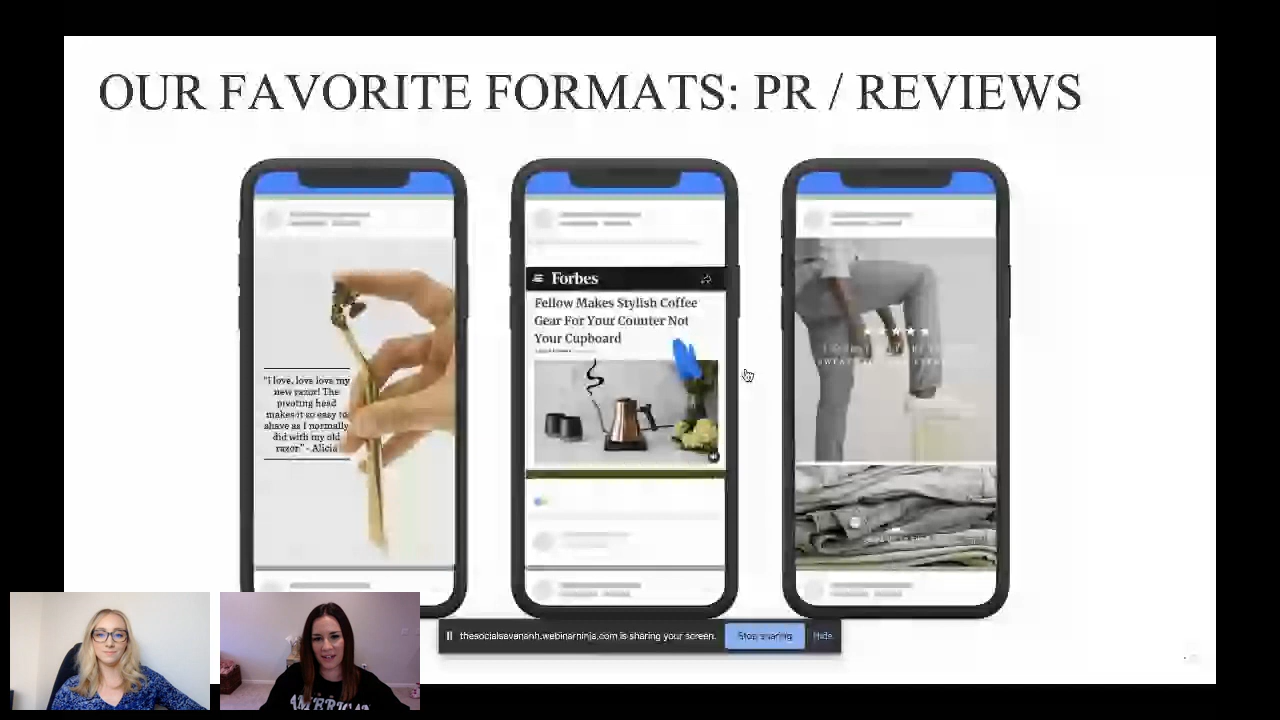 OUR FAVORITE FORMATS: PR / REVIEWS
"I love, love love my
new razor! The
pivoting head
makes it so easy to
shave as I normally
did with my old
razor" - Alicia
Forbes
Fellow Makes Stylish Coffee
Gear For Your Counter Not
Your Cupboard
thesocialsavannah.webinarninja.com is sharing your screen.
Stop sharing
Hide
AMERICAN